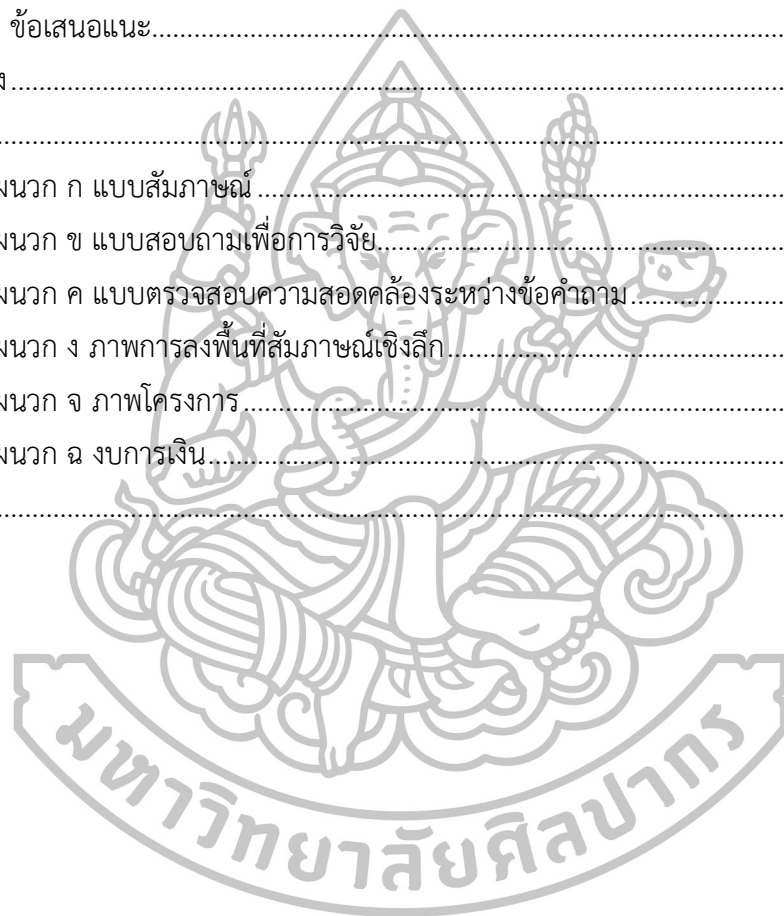 ข้อเสนอแนะ................................................................................
ง................................................................................
................................................................................
ผนวก ก แบบสัมภาษณ์................................................................................
ผนวก ข แบบสอบถามเพื่อการวิจัย................................................................................
ผนวก ค แบบตรวจสอบความสอดคล้องระหว่างข้อคำถาม....................
ผนวก ง ภาพการลงพื้นที่สัมภาษณ์เชิงลึก................................................
ผนวก จ ภาพโครงการ................................................................................
ผนวก ฉ งบการเงิน................................................................................
................................................................................
มหาวิทยาลัยศิลปากร